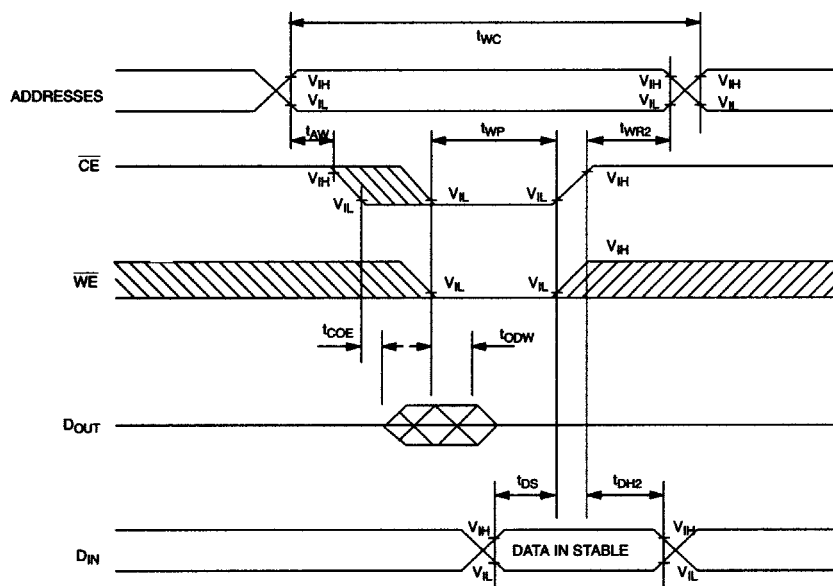 tWC
VIH VIH VIH
ADDRESSES
VIL VIL VIL
tAW tWP tWR2
CE
VIH VIH
VIL VIL VIL
VIH
WE
VIL VIL
tCOE tODW
DOUT
tDS tDH2
VIH VIH
DIN DATA IN STABLE
VIL VIL